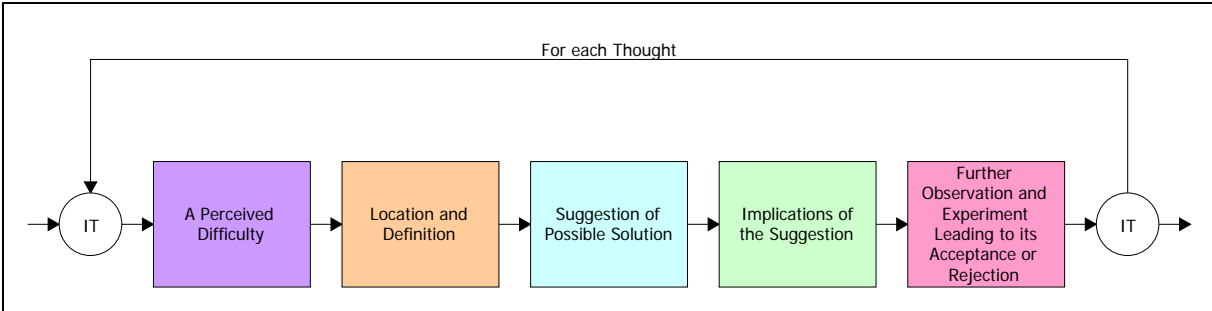 For each Thought
IT
A Perceived
Difficulty
Location and
Definition
Suggestion of
Possible Solution
Implications of
the Suggestion
Further
Observation and
Experiment
Leading to its
Acceptance or
Rejection
IT